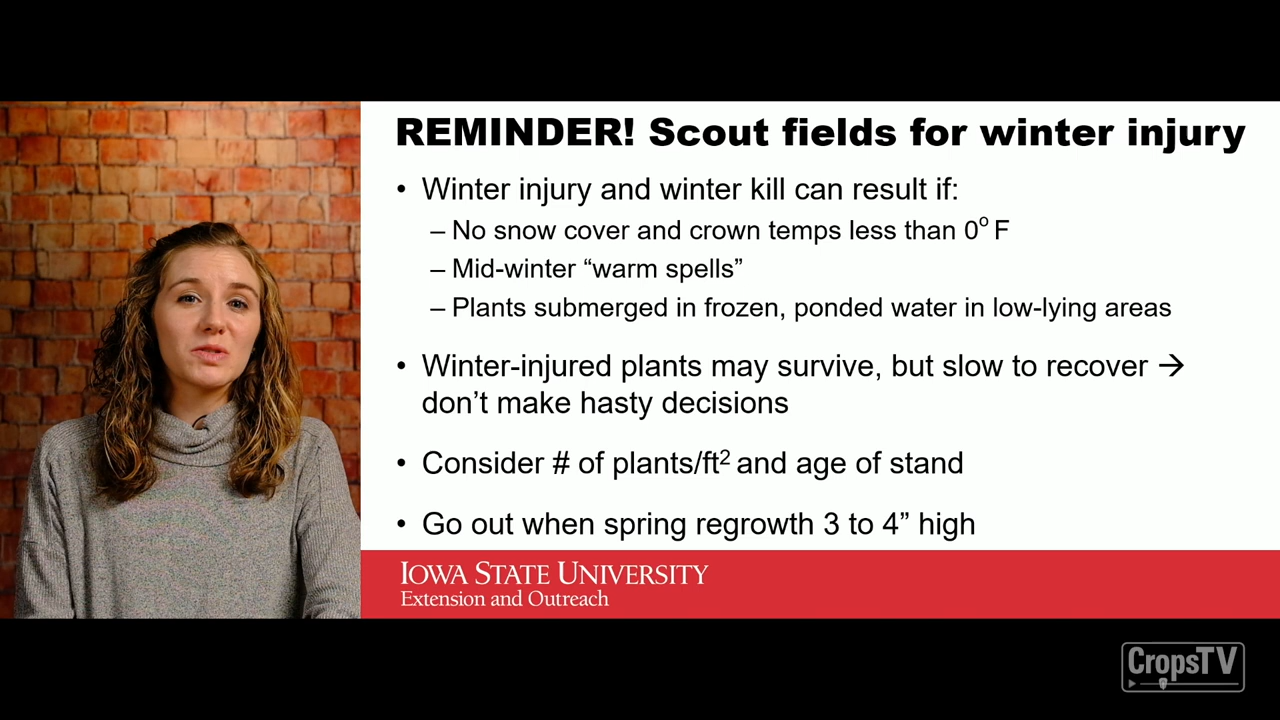 REMINDER! Scout fields for winter injury
• Winter injury and winter kill can result if:
– No snow cover and crown temps less than 0° F
– Mid-winter “warm spells”
– Plants submerged in frozen, ponded water in low-lying areas
• Winter-injured plants may survive, but slow to recover →
don’t make hasty decisions
• Consider # of plants/ft² and age of stand
• Go out when spring regrowth 3 to 4” high
IOWA STATE UNIVERSITY
Extension and Outreach
CropsTV